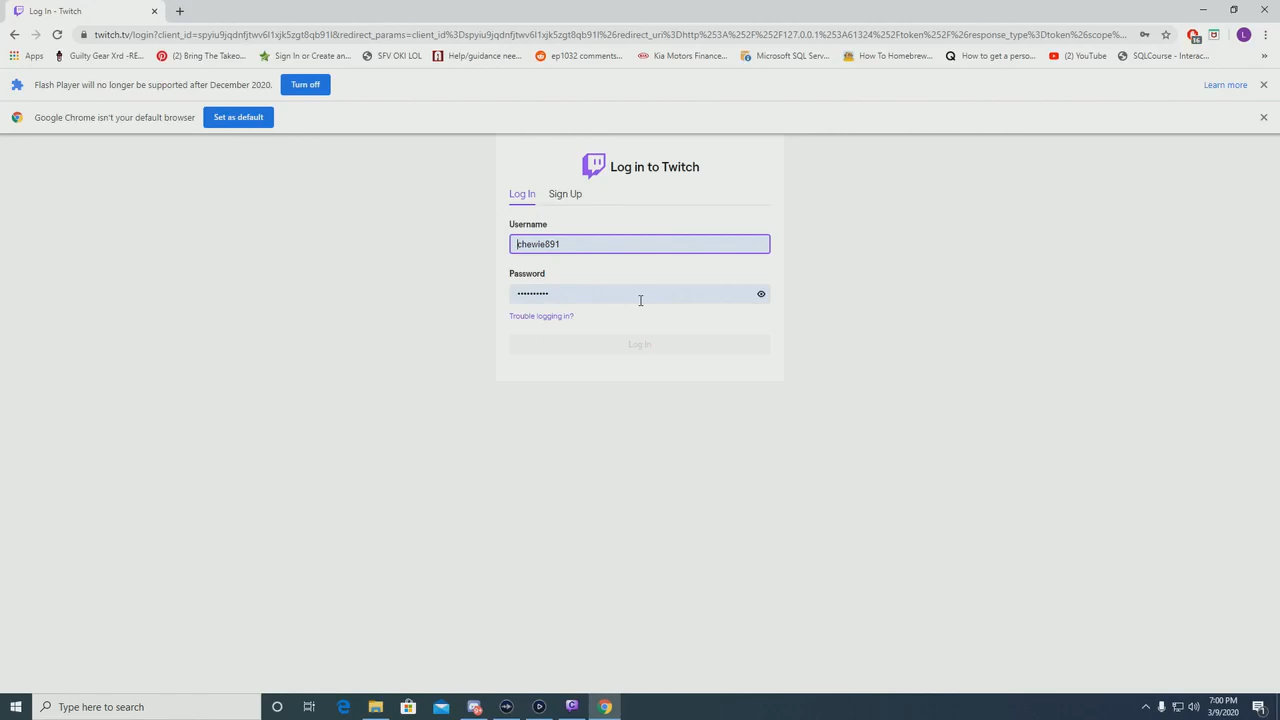 Log In - Twitch
twitch.tv/login?client_id=spyiu9jqdnfjtwv6l1xjk5zgt8qb91l&redirect_params=client_id%3Dspyiu9jqdnfjtwv6l1xjk5zgt8qb91l%26redirect_uri%3Dhttp%253A%252F%252F127.0.0.1%253A61324%252Ftoken%252F%26response_type%3Dtoken%26scope%...
Apps
Guilty Gear Xrd -RE...
(2) Bring The Takeo...
Sign In or Create an...
SFV OKI LOL
Help/guidance nee...
ep1032 comments...
Kia Motors Finance...
Microsoft SQL Serv...
How To Homebrew...
How to get a perso...
(2) YouTube
SQLCourse - Interac...
16
L
Flash Player will no longer be supported after December 2020.
Turn off
Learn more
Google Chrome isn't your default browser
Set as default
Log in to Twitch
Log In
Sign Up
Username
chewie891
Password
Trouble logging in?
Log In
Type here to search
7:00 PM
3/9/2020
1